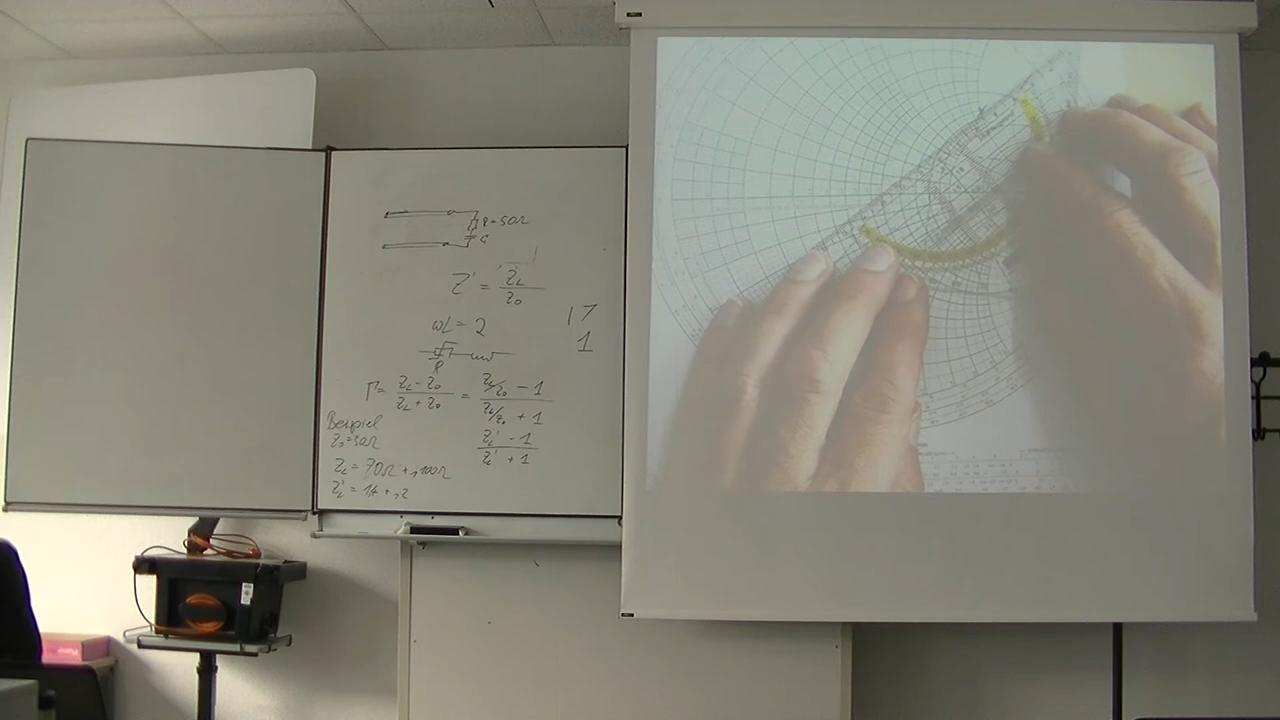 R=50Ω
C
Z' = Z_L / Z_0
ωL = 2
17
1
R
Γ = (Z_L - Z_0) / (Z_L + Z_0) = (Z_L/Z_0 - 1) / (Z_L/Z_0 + 1)
(Z_L' - 1) / (Z_L' + 1)
Beispiel
Z_0 = 50Ω
Z_L = 70Ω + j100Ω
Z_L' = 1,4 + j2